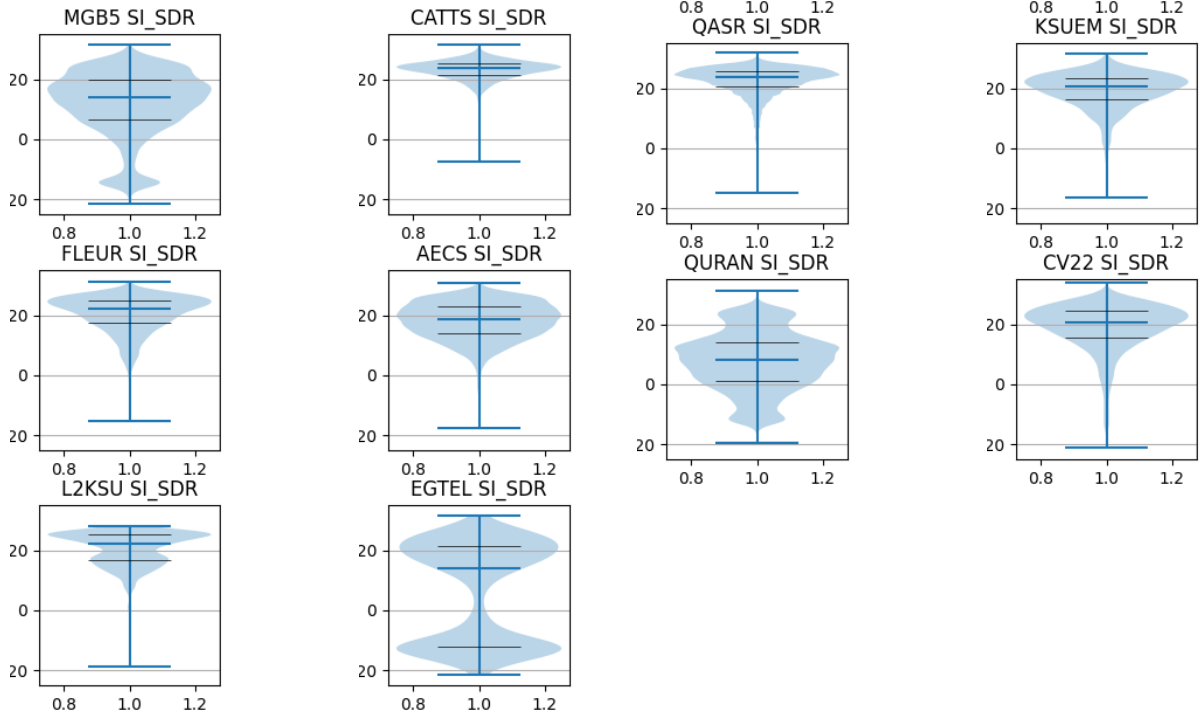 0.8 1.0 1.2 0.8 1.0 1.2
MGB5 SI_SDR CATTS SI_SDR QASR SI_SDR KSUEM SI_SDR
20 20 20 20
0 0 0 0
20 20 20 20
0.8 1.0 1.2 0.8 1.0 1.2 0.8 1.0 1.2 0.8 1.0 1.2
FLEUR SI_SDR AECS SI_SDR QURAN SI_SDR CV22 SI_SDR
20 20 20 20
0 0 0 0
20 20 20 20
0.8 1.0 1.2 0.8 1.0 1.2 0.8 1.0 1.2 0.8 1.0 1.2
L2KSU SI_SDR EGTEL SI_SDR
20 20
0 0
20 20
0.8 1.0 1.2 0.8 1.0 1.2